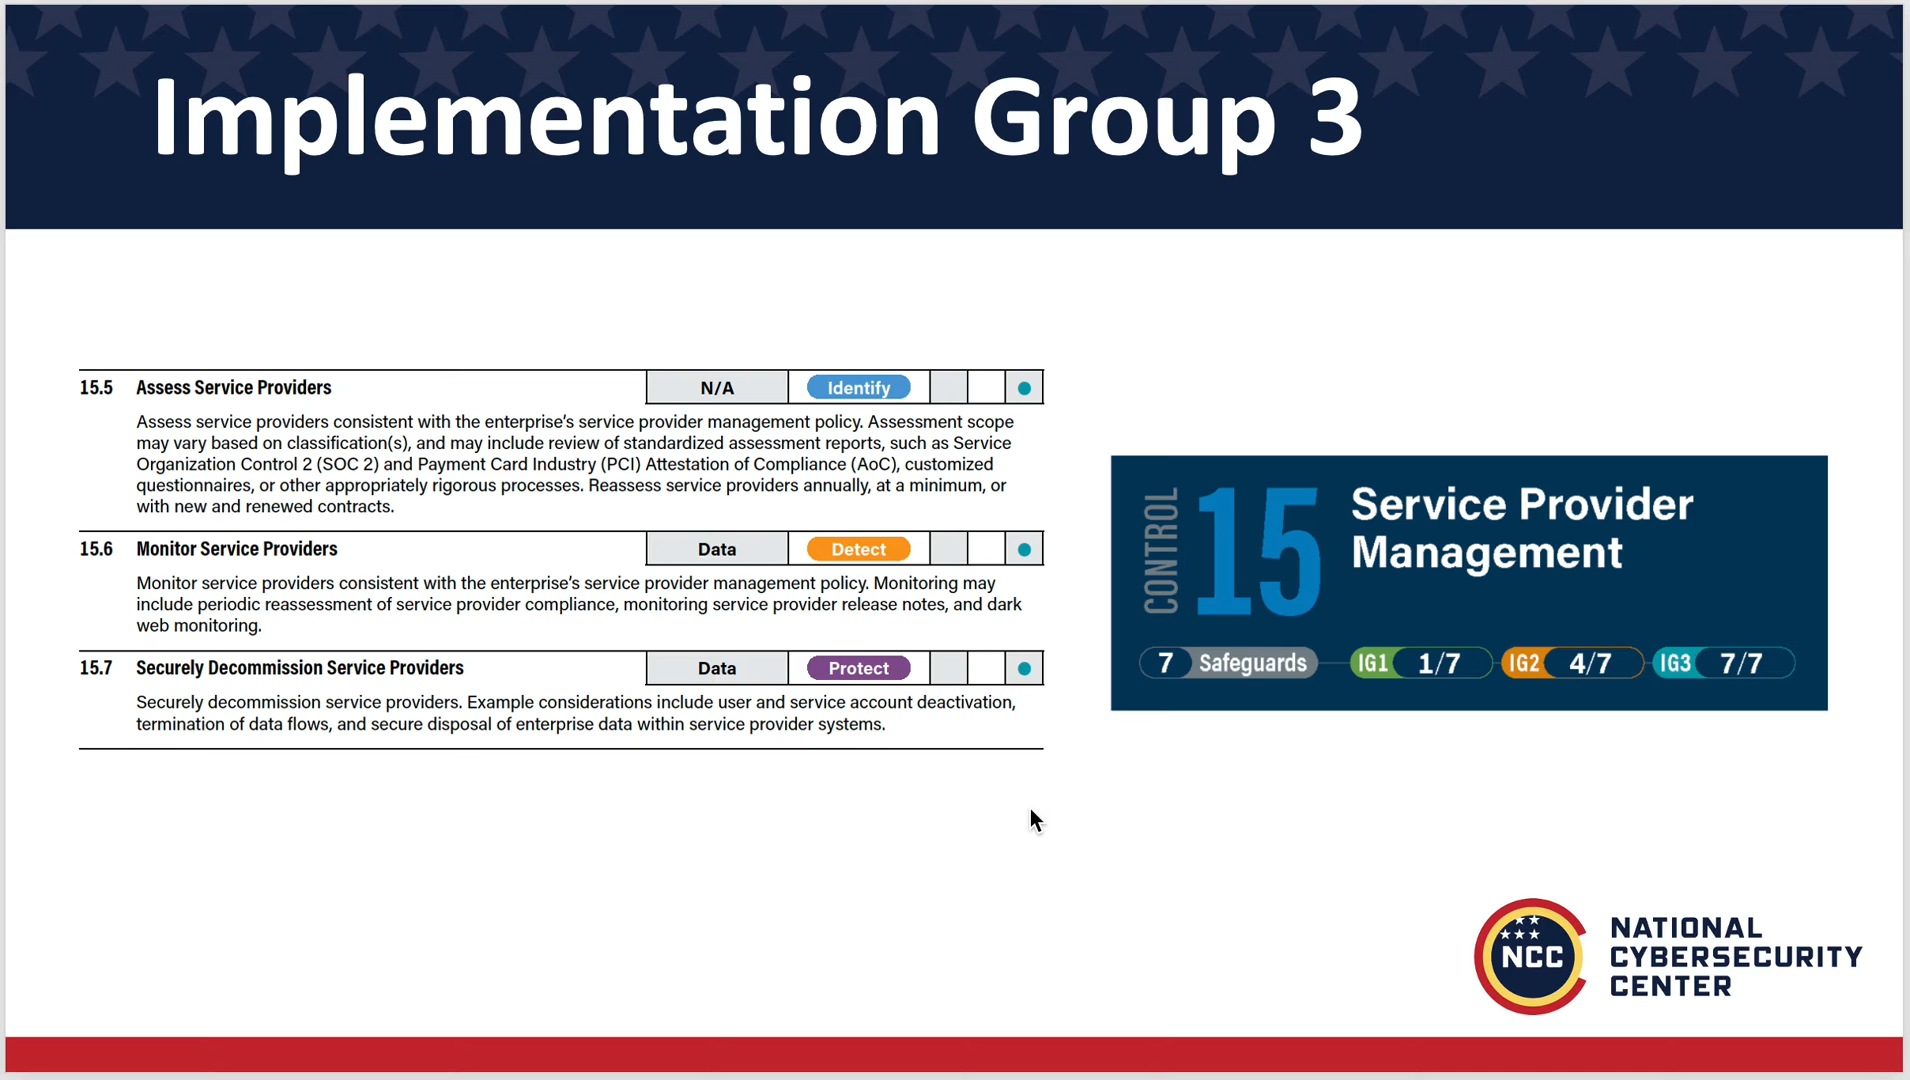 Implementation Group 3
15.5 Assess Service Providers N/A Identify
Assess service providers consistent with the enterprise’s service provider management policy. Assessment scope
may vary based on classification(s), and may include review of standardized assessment reports, such as Service
Organization Control 2 (SOC 2) and Payment Card Industry (PCI) Attestation of Compliance (AoC), customized
questionnaires, or other appropriately rigorous processes. Reassess service providers annually, at a minimum, or
with new and renewed contracts.
15.6 Monitor Service Providers Data Detect
Monitor service providers consistent with the enterprise’s service provider management policy. Monitoring may
include periodic reassessment of service provider compliance, monitoring service provider release notes, and dark
web monitoring.
15.7 Securely Decommission Service Providers Data Protect
Securely decommission service providers. Example considerations include user and service account deactivation,
termination of data flows, and secure disposal of enterprise data within service provider systems.
CONTROL 15 Service Provider
Management
7 Safeguards IG1 1/7 IG2 4/7 IG3 7/7
NCC
NATIONAL
CYBERSECURITY
CENTER